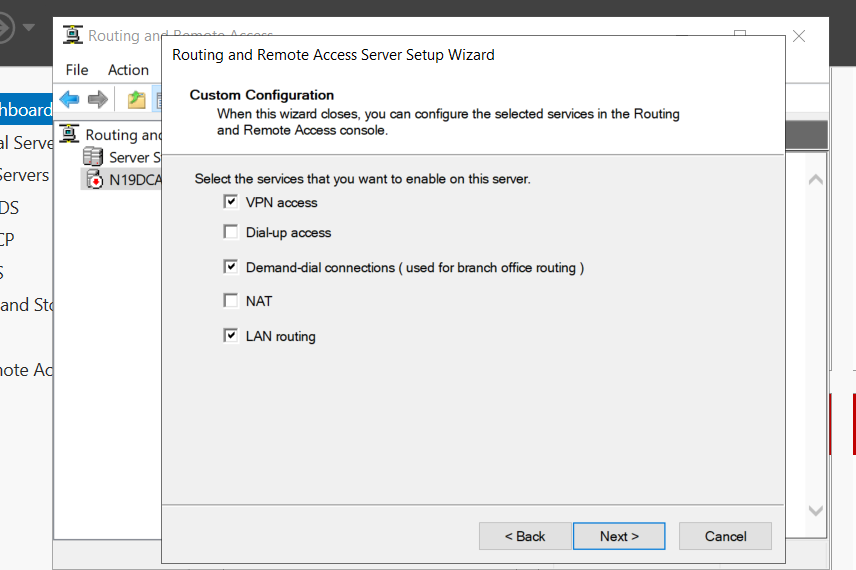 Routing and Remote Access
Routing and Remote Access Server Setup Wizard
File Action
Custom Configuration
When this wizard closes, you can configure the selected services in the Routing
and Remote Access console.
hboard
al Serve
Servers
DS
CP
S
and Sto
ote Ac
Routing and
Server S
N19DCA
Select the services that you want to enable on this server.
VPN access
Dial-up access
Demand-dial connections ( used for branch office routing )
NAT
LAN routing
< Back
Next >
Cancel